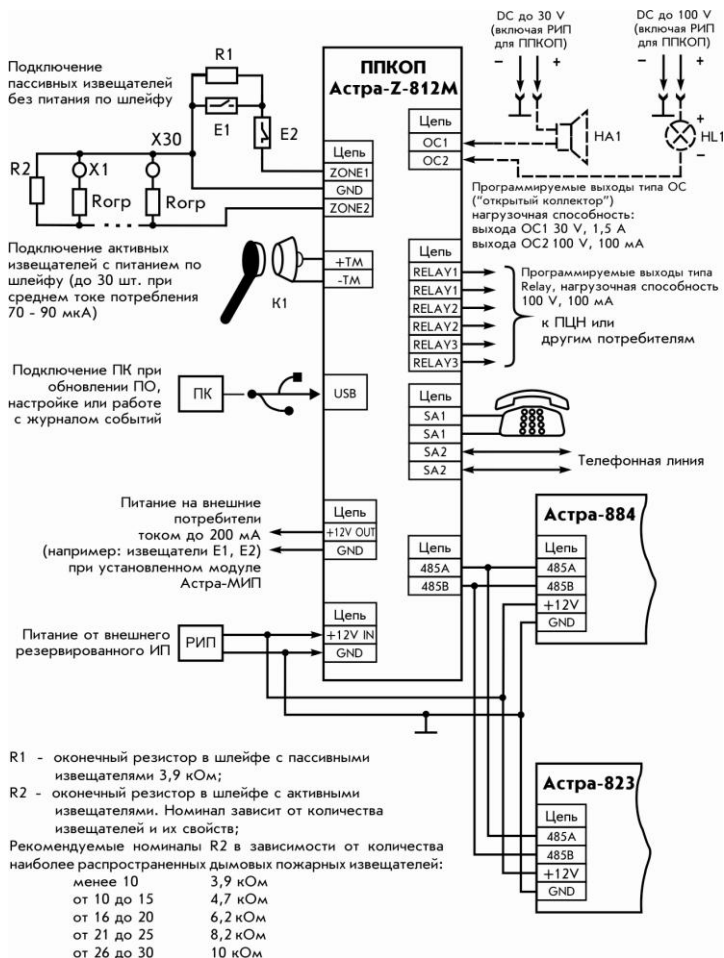 DC до 30 V
(включая РИП
для ППКОП)
DC до 100 V
(включая РИП
для ППКОП)
–
+
–
+
R1
ППКОП
Астра-Z-812M
Подключение
пассивных извещателей
без питания по шлейфу
E1
E2
X30
R2
X1
Rогр
Rогр
Цепь
ZONE1
GND
ZONE2
Цепь
OC1
OC2
HA1
+
–
HL1
Программируемые выходы типа ОС
("открытый коллектор")
нагрузочная способность:
выхода ОС1 30 V, 1,5 А
выхода ОС2 100 V, 100 мА
Подключение активных
извещателей с питанием по
шлейфу (до 30 шт. при
среднем токе потребления
70 - 90 мкА)
K1
+TM
-TM
Цепь
RELAY1
RELAY1
RELAY2
RELAY2
RELAY3
RELAY3
Программируемые выходы типа
Relay, нагрузочная способность
100 V, 100 мА
к ПЦН или
другим потребителям
Подключение ПК при
обновлении ПО,
настройке или работе
с журналом событий
ПК
USB
Цепь
SA1
SA1
SA2
SA2
Телефонная линия
Питание на внешние
потребители
током до 200 мА
(например: извещатели Е1, Е2)
при установленном модуле
Астра-МИП
Цепь
+12V OUT
GND
Цепь
485A
485B
Астра-884
Цепь
485A
485B
+12V
GND
Питание от внешнего
резервированного ИП
РИП
Цепь
+12V IN
GND
R1 - оконечный резистор в шлейфе с пассивными
извещателями 3,9 кОм;
R2 - оконечный резистор в шлейфе с активными
извещателями. Номинал зависит от количества
извещателей и их свойств;
Рекомендуемые номиналы R2 в зависимости от количества
наиболее распространенных дымовых пожарных извещателей:
менее 10 3,9 кОм
от 10 до 15 4,7 кОм
от 16 до 20 6,2 кОм
от 21 до 25 8,2 кОм
от 26 до 30 10 кОм
Астра-823
Цепь
485A
485B
+12V
GND